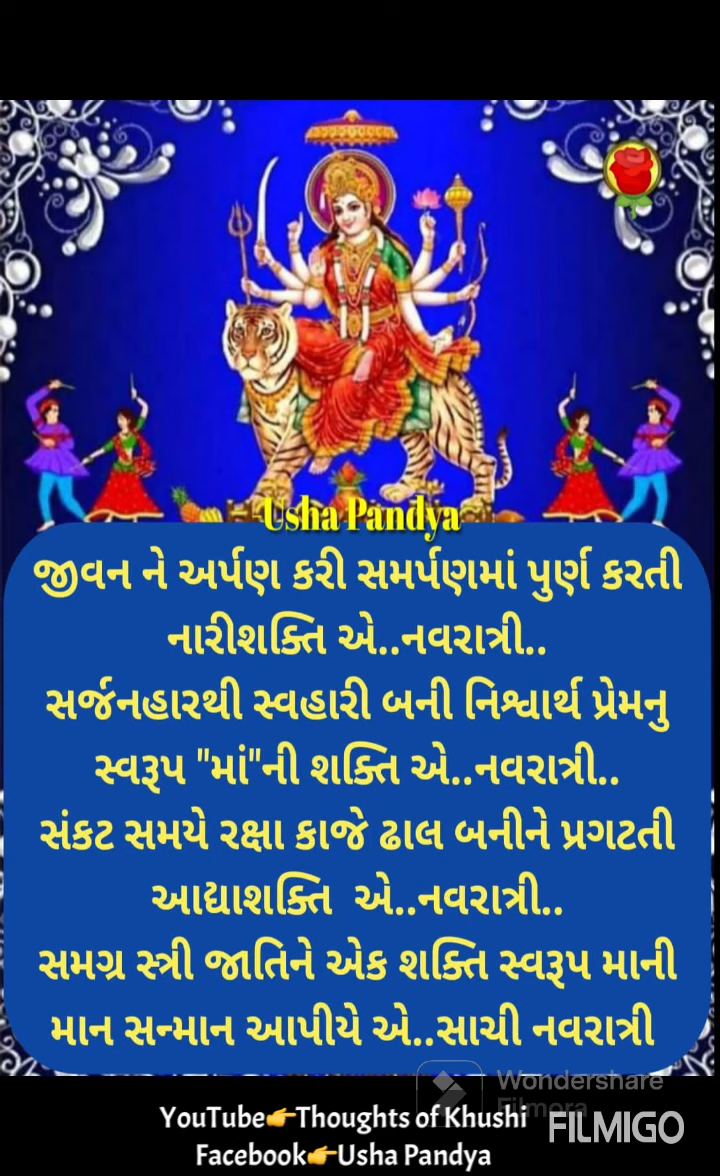 Usha Pandya
જીવન ને અર્પણ કરી સમર્પણમાં પુર્ણ કરતી
નારીશક્તિ એ..નવરાત્રી..
સર્જનહારથી સ્વહારી બની નિશ્વાર્થ પ્રેમનુ
સ્વરૂપ "માં"ની શક્તિ એ..નવરાત્રી..
સંકટ સમયે રક્ષા કાજે ઢાલ બનીને પ્રગટતી
આદ્યાશક્તિ એ..નવરાત્રી..
સમગ્ર સ્ત્રી જાતિને એક શક્તિ સ્વરૂપ માની
માન સન્માન આપીયે એ..સાચી નવરાત્રી
Wondershare
Filmora
YouTube👉Thoughts of Khushi
FILMIGO
Facebook👉Usha Pandya